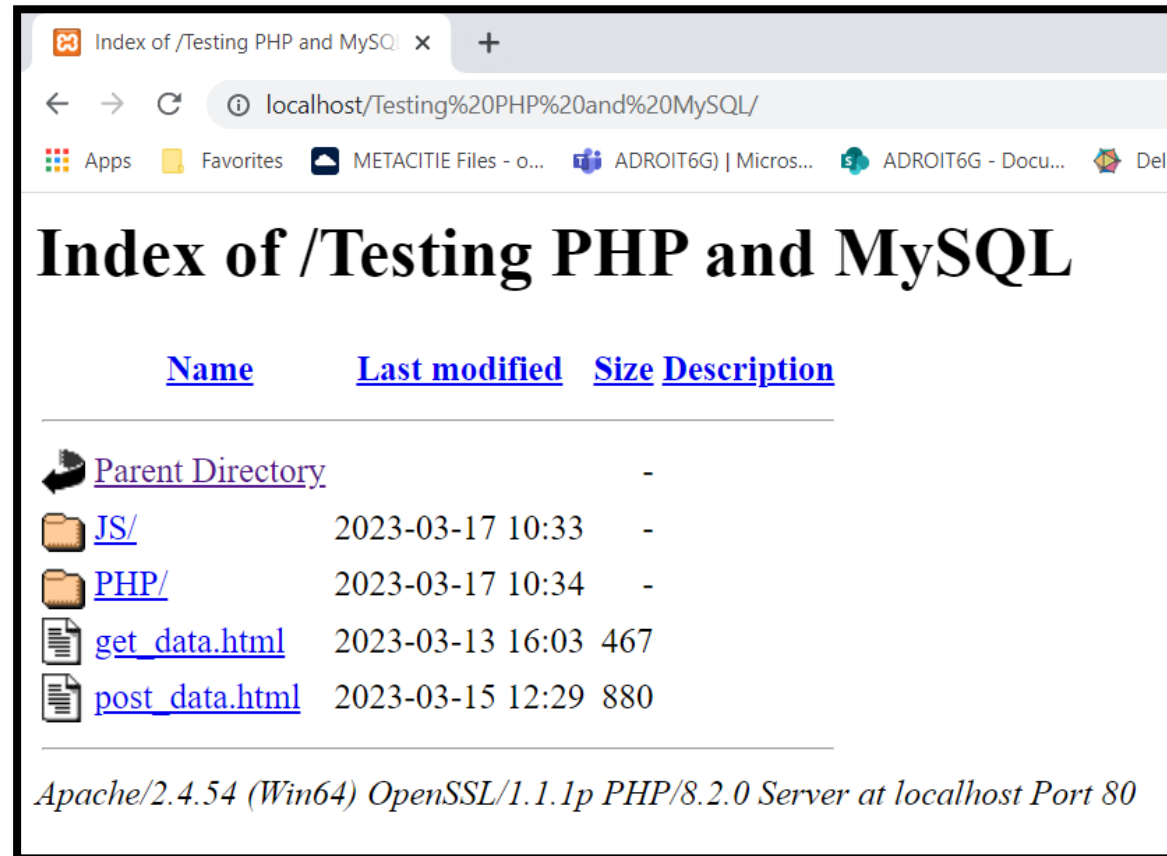 Index of /Testing PHP and MySQL
localhost/Testing%20PHP%20and%20MySQL/
Apps Favorites METACITIE Files - o... ADROIT6G) | Micros... ADROIT6G - Docu... Del
Index of /Testing PHP and MySQL
Name Last modified Size Description
Parent Directory -
JS/ 2023-03-17 10:33 -
PHP/ 2023-03-17 10:34 -
get_data.html 2023-03-13 16:03 467
post_data.html 2023-03-15 12:29 880
Apache/2.4.54 (Win64) OpenSSL/1.1.1p PHP/8.2.0 Server at localhost Port 80